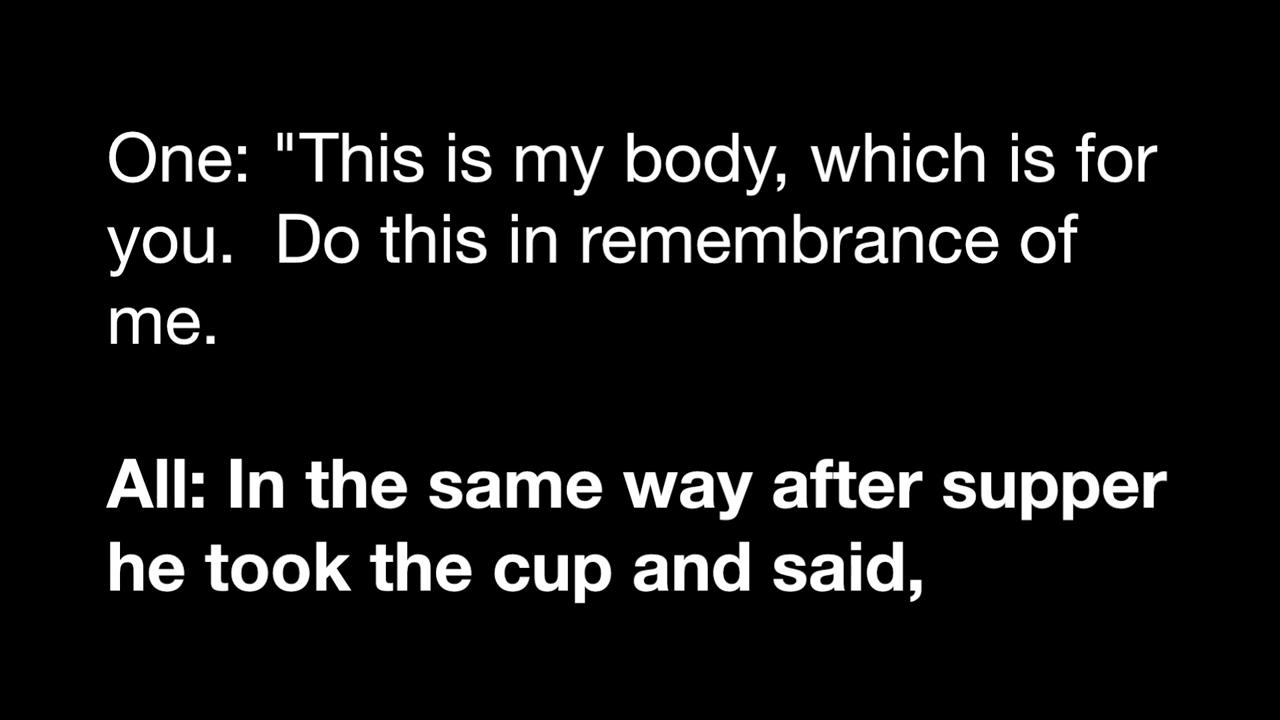 One: "This is my body, which is for
you.  Do this in remembrance of
me.
All: In the same way after supper
he took the cup and said,